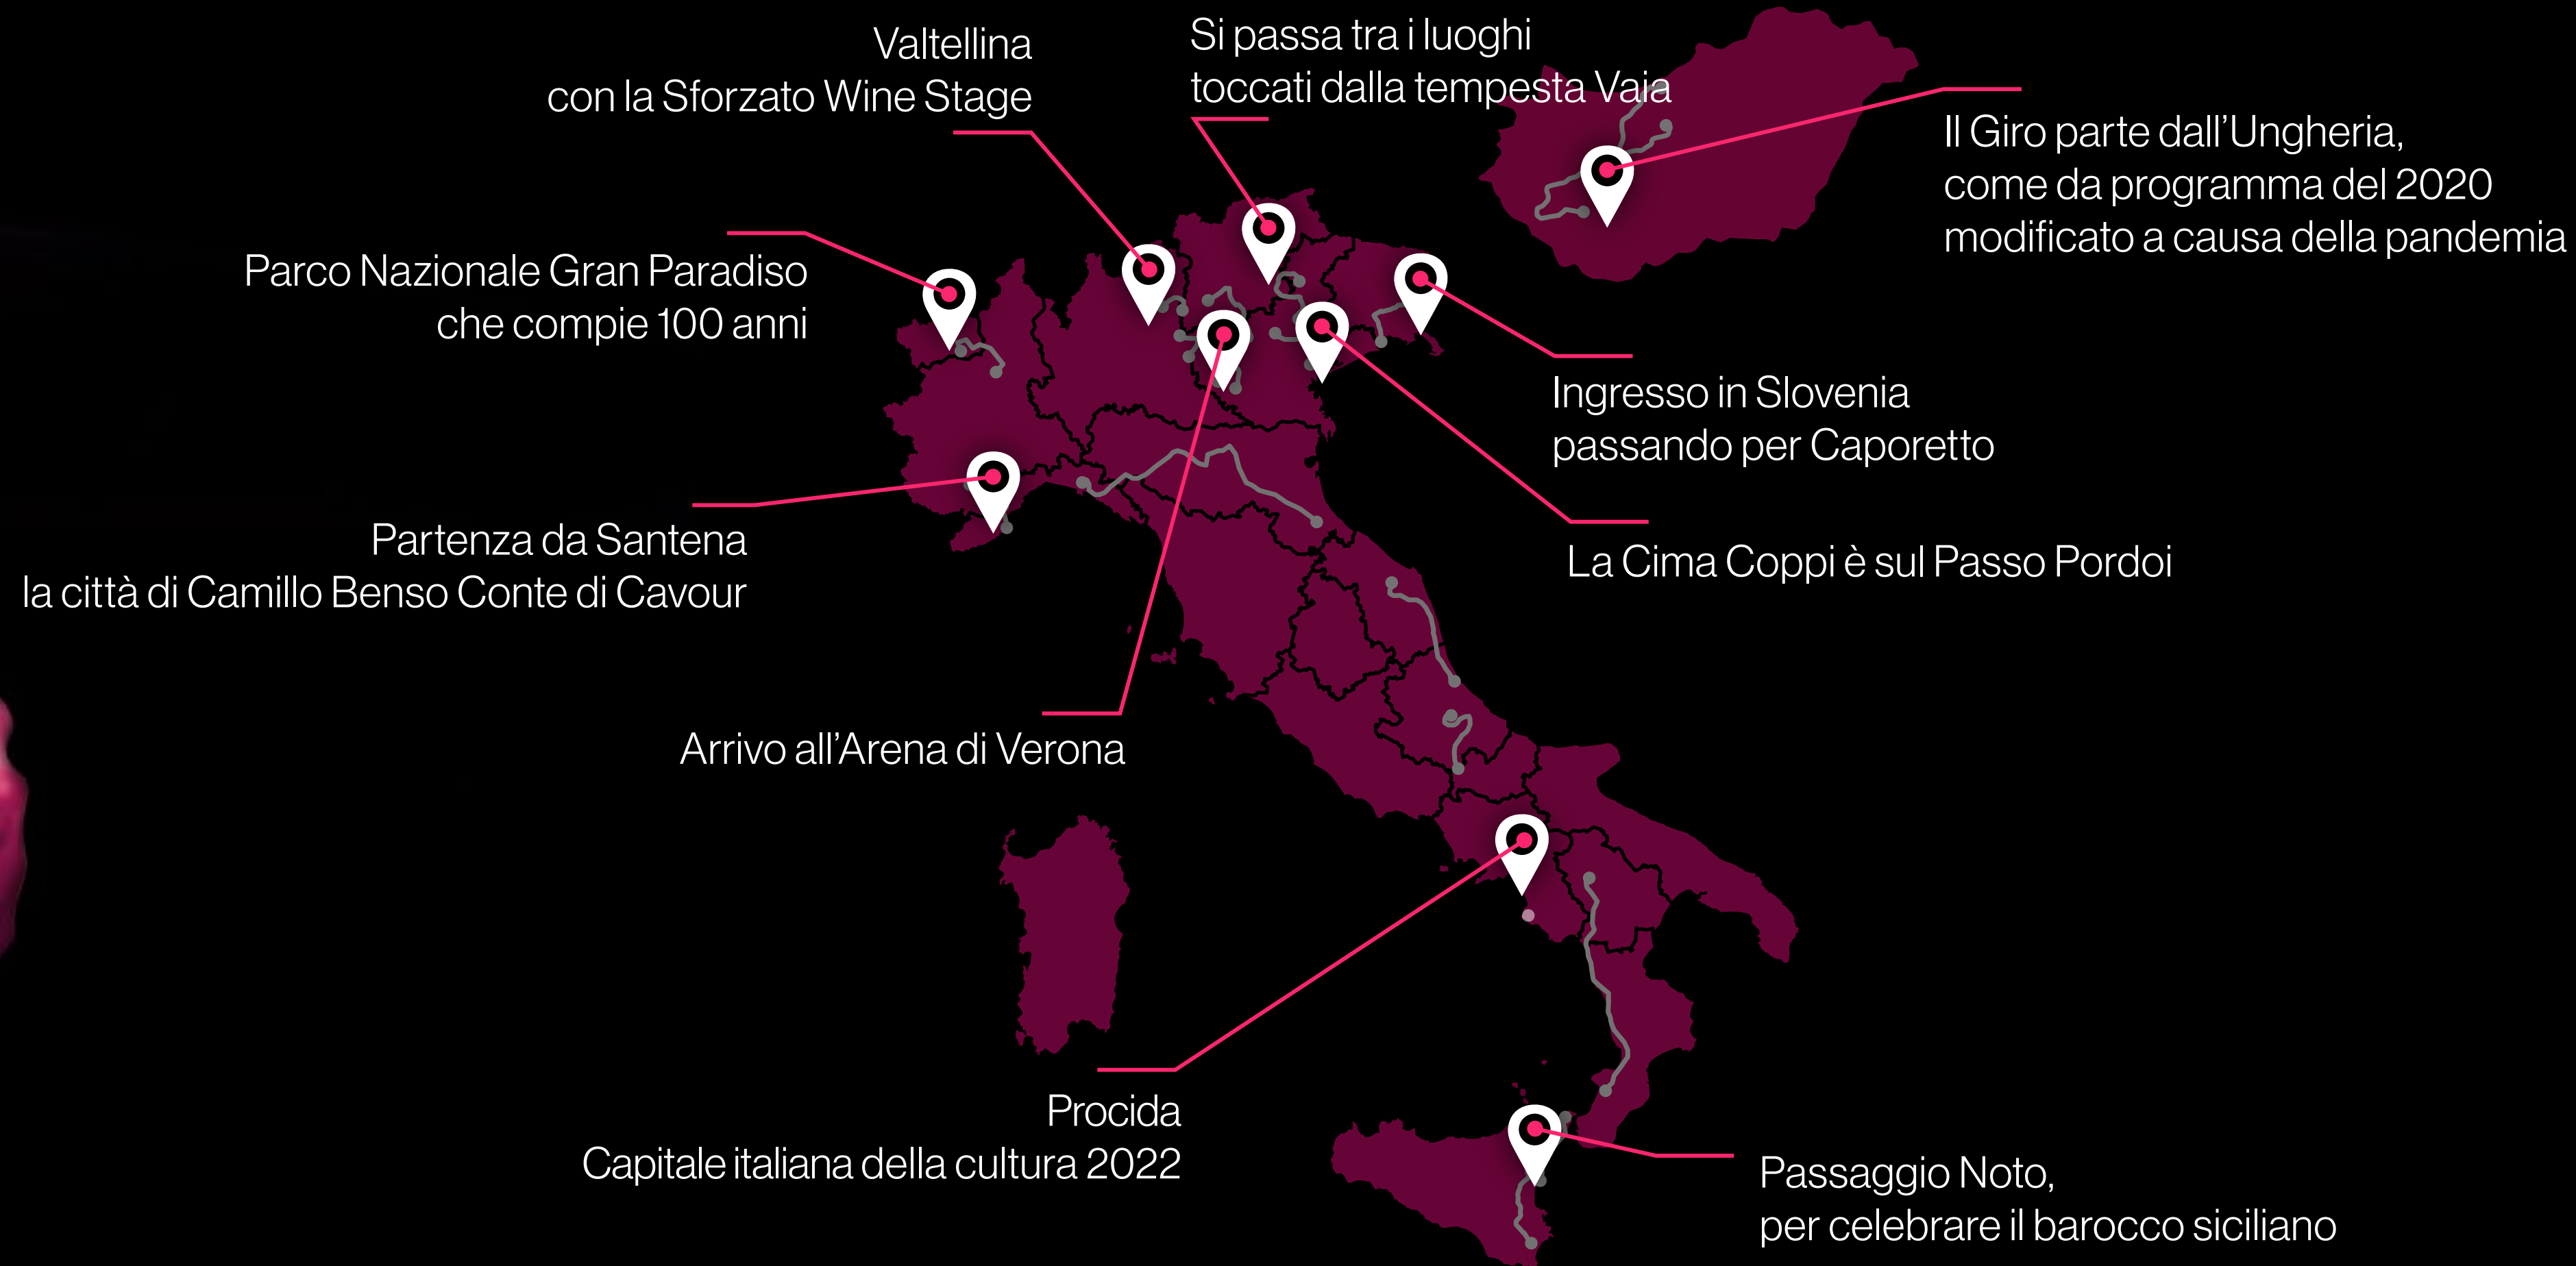 Valtellina
con la Sforzato Wine Stage
Si passa tra i luoghi
toccati dalla tempesta Vaia
Il Giro parte dall’Ungheria,
come da programma del 2020
modificato a causa della pandemia
Parco Nazionale Gran Paradiso
che compie 100 anni
Ingresso in Slovenia
passando per Caporetto
Partenza da Santena
la città di Camillo Benso Conte di Cavour
La Cima Coppi è sul Passo Pordoi
Arrivo all’Arena di Verona
Procida
Capitale italiana della cultura 2022
Passaggio Noto,
per celebrare il barocco siciliano